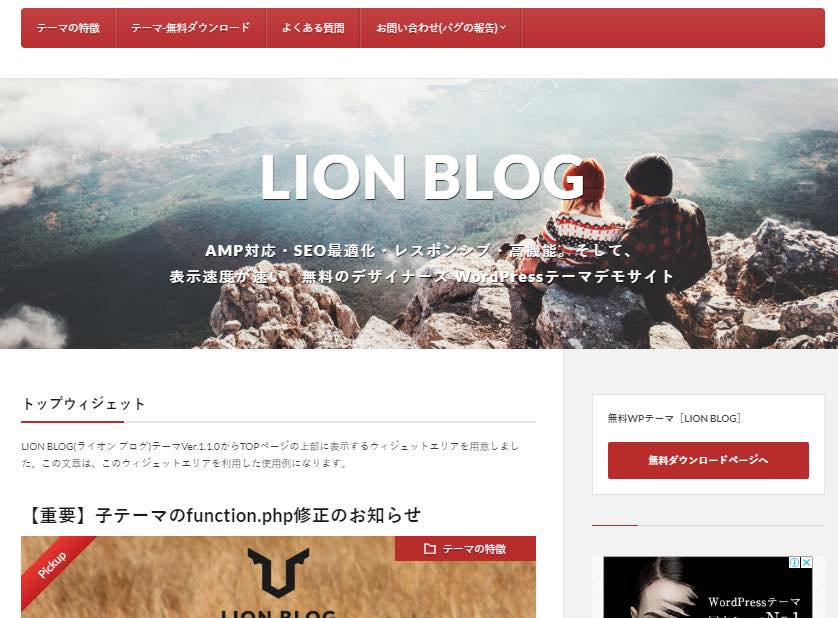 テーマの特徴
テーマ-無料ダウンロード
よくある質問
お問い合わせ(バグの報告)
LION BLOG
AMP対応・SEO最適化・レスポンシブ・高機能。そして、
表示速度が速い、無料のデザイナーズ WordPressテーマデモサイト
トップウィジェット
LION BLOG(ライオン ブログ)テーマVer.1.1.0からTOPページの上部に表示するウィジェットエリアを用意しまし
た。この文章は、このウィジェットエリアを利用した使用例になります。
無料WPテーマ［LION BLOG］
無料ダウンロードページへ
【重要】子テーマのfunction.php修正のお知らせ
Pickup
テーマの特徴
LION BLOG
WordPressテーマ